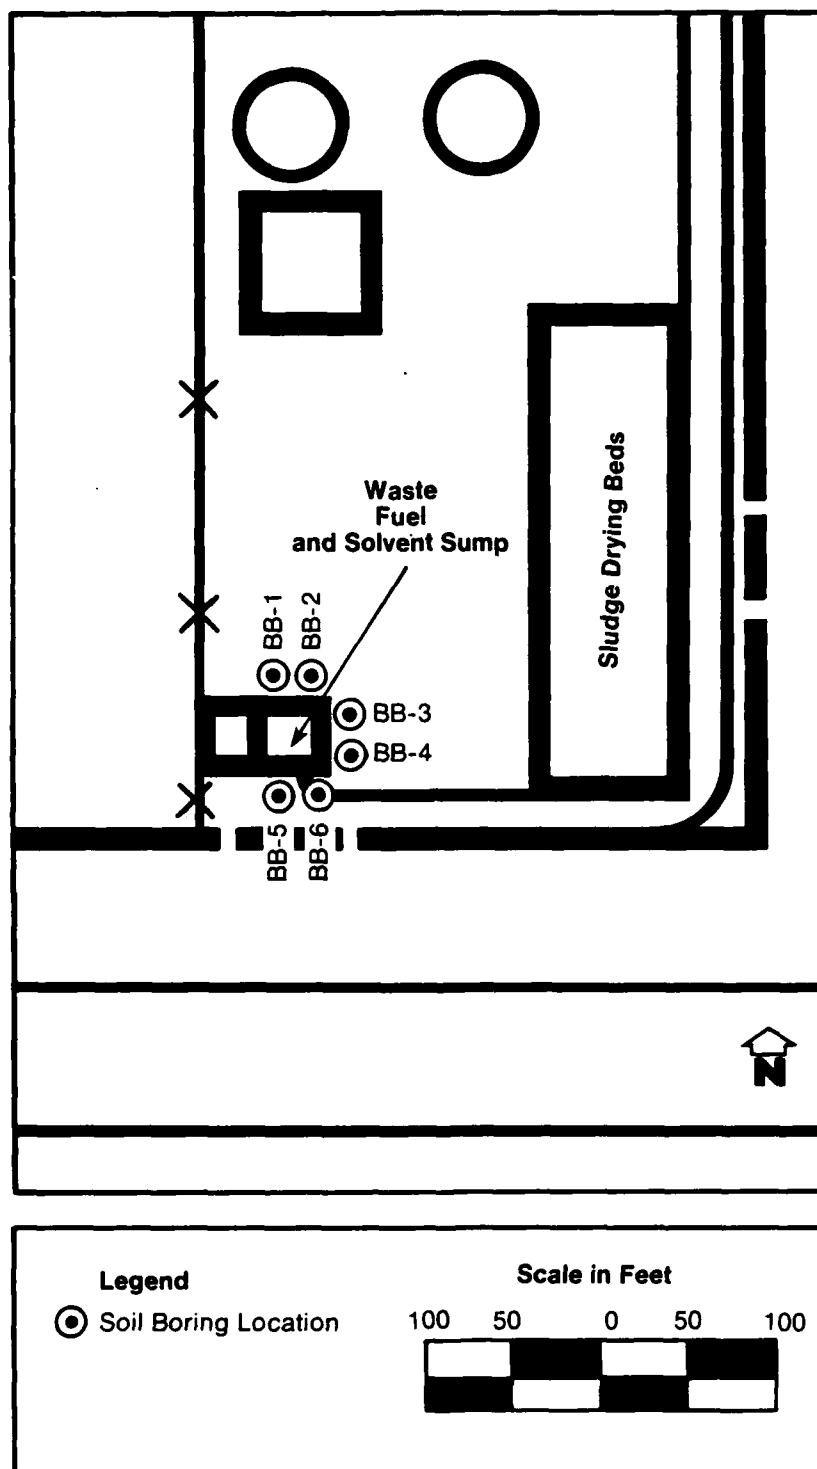 Waste
Fuel
and Solvent Sump
Sludge Drying Beds
BB-1
BB-2
BB-3
BB-4
BB-5
BB-6
N
Legend
Soil Boring Location
Scale in Feet
100 50 0 50 100